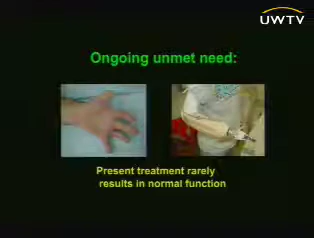 UWTV
Ongoing unmet need:
Present treatment rarely
results in normal function